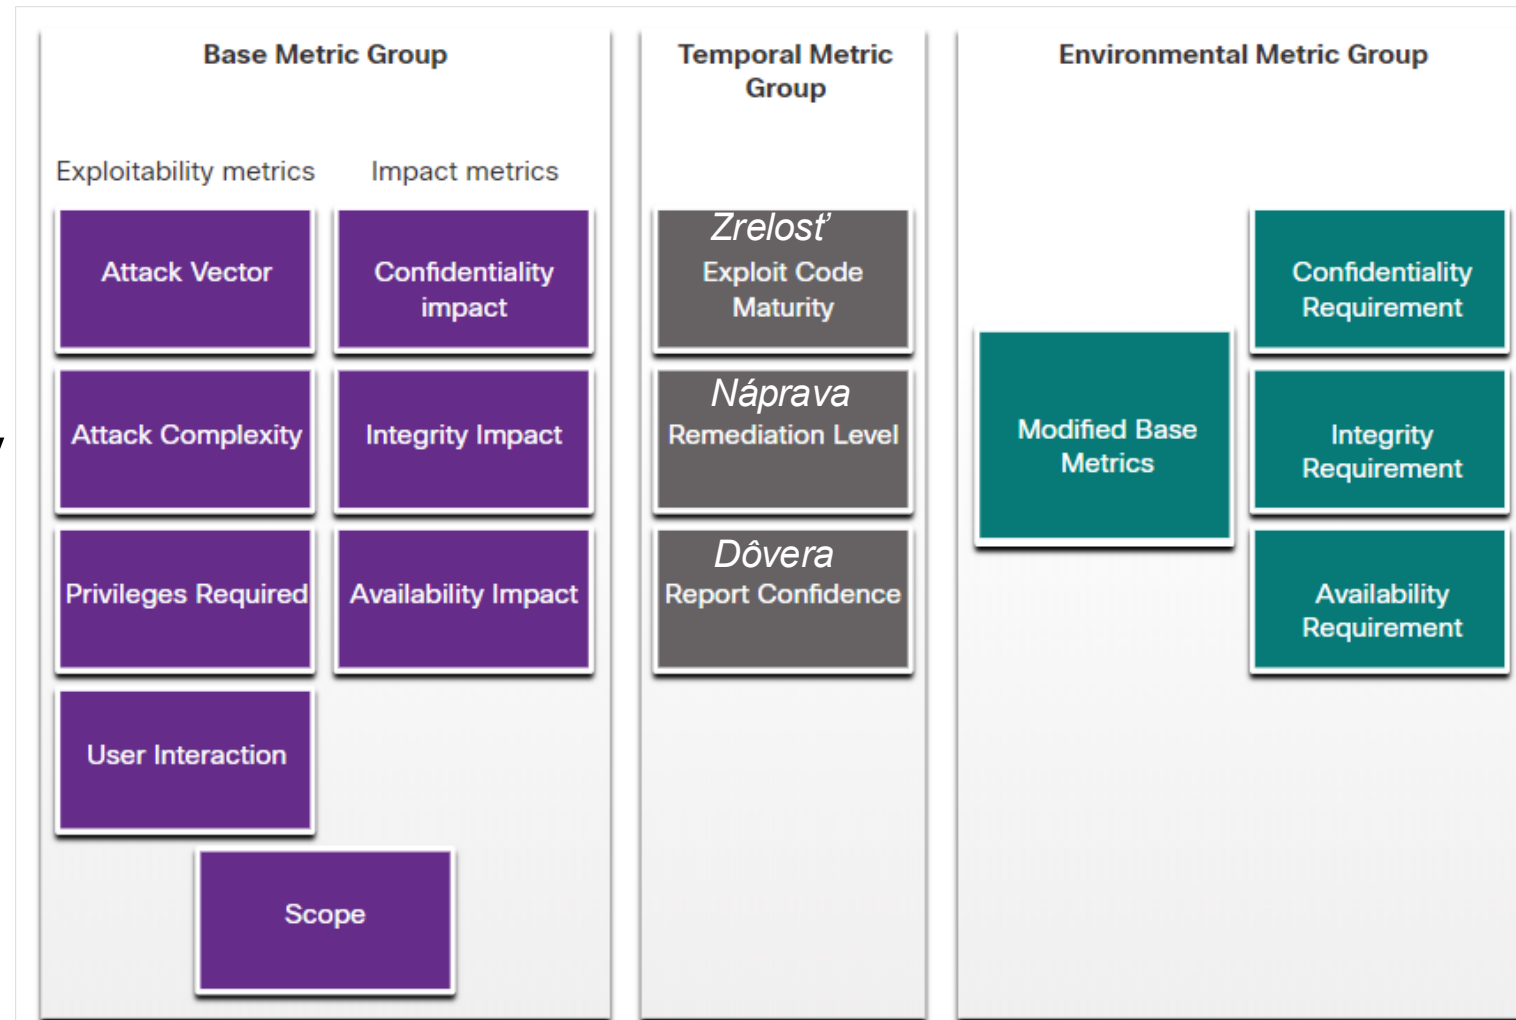 Base Metric Group
Exploitability metrics
Impact metrics
Attack Vector
Confidentiality
impact
Attack Complexity
Integrity Impact
Privileges Required
Availability Impact
User Interaction
Scope
Temporal Metric
Group
Zrelosť
Exploit Code
Maturity
Náprava
Remediation Level
Dôvera
Report Confidence
Environmental Metric Group
Modified Base
Metrics
Confidentiality
Requirement
Integrity
Requirement
Availability
Requirement